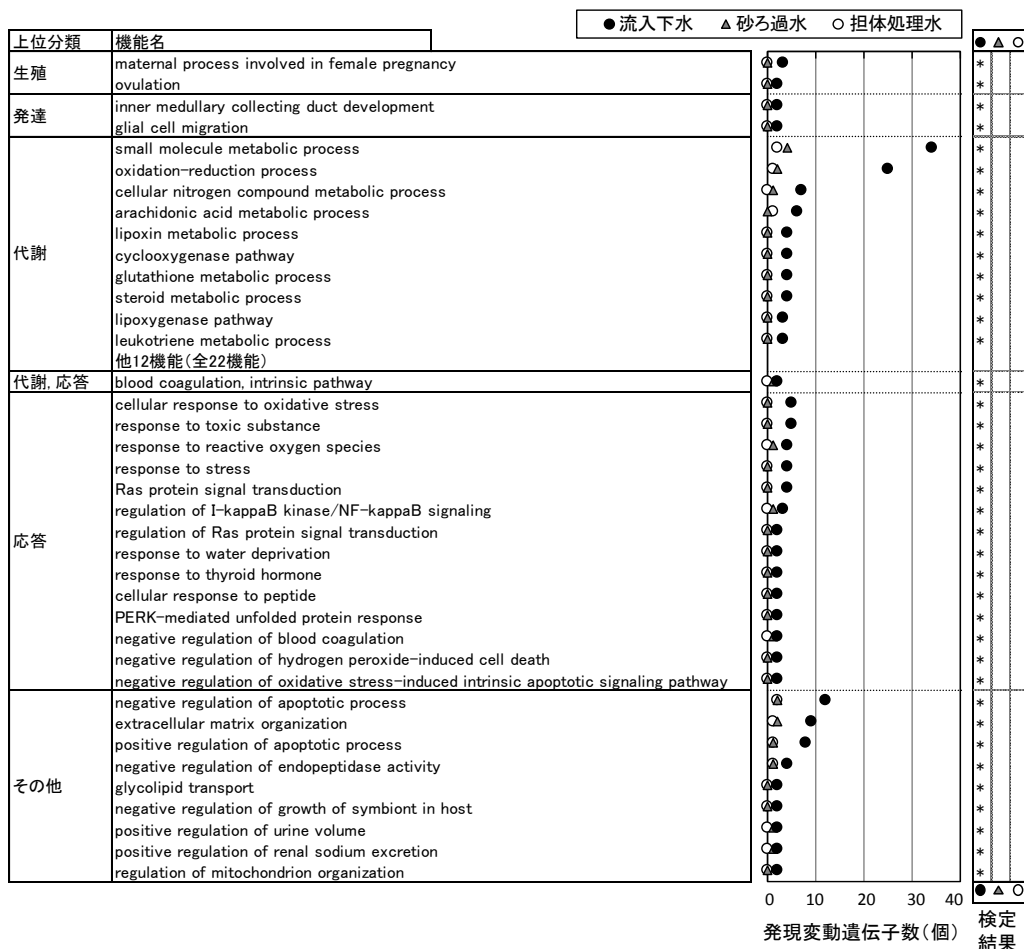 ●流入下水 ▲砂ろ過水 ○担体処理水
上位分類 機能名 ● ▲ ○
生殖 maternal process involved in female pregnancy *
ovulation *
発達 inner medullary collecting duct development *
glial cell migration *
代謝 small molecule metabolic process *
oxidation-reduction process *
cellular nitrogen compound metabolic process *
arachidonic acid metabolic process *
lipoxin metabolic process *
cyclooxygenase pathway *
glutathione metabolic process *
steroid metabolic process *
lipoxygenase pathway *
leukotriene metabolic process *
他12機能(全22機能)
代謝, 応答 blood coagulation, intrinsic pathway *
応答 cellular response to oxidative stress *
response to toxic substance *
response to reactive oxygen species *
response to stress *
Ras protein signal transduction *
regulation of I-kappaB kinase/NF-kappaB signaling *
regulation of Ras protein signal transduction *
response to water deprivation *
response to thyroid hormone *
cellular response to peptide *
PERK-mediated unfolded protein response *
negative regulation of blood coagulation *
negative regulation of hydrogen peroxide-induced cell death *
negative regulation of oxidative stress-induced intrinsic apoptotic signaling pathway *
その他 negative regulation of apoptotic process *
extracellular matrix organization *
positive regulation of apoptotic process *
negative regulation of endopeptidase activity *
glycolipid transport *
negative regulation of growth of symbiont in host *
positive regulation of urine volume *
positive regulation of renal sodium excretion *
regulation of mitochondrion organization *
● ▲ ○
0 10 20 30 40
発現変動遺伝子数(個)
検定
結果